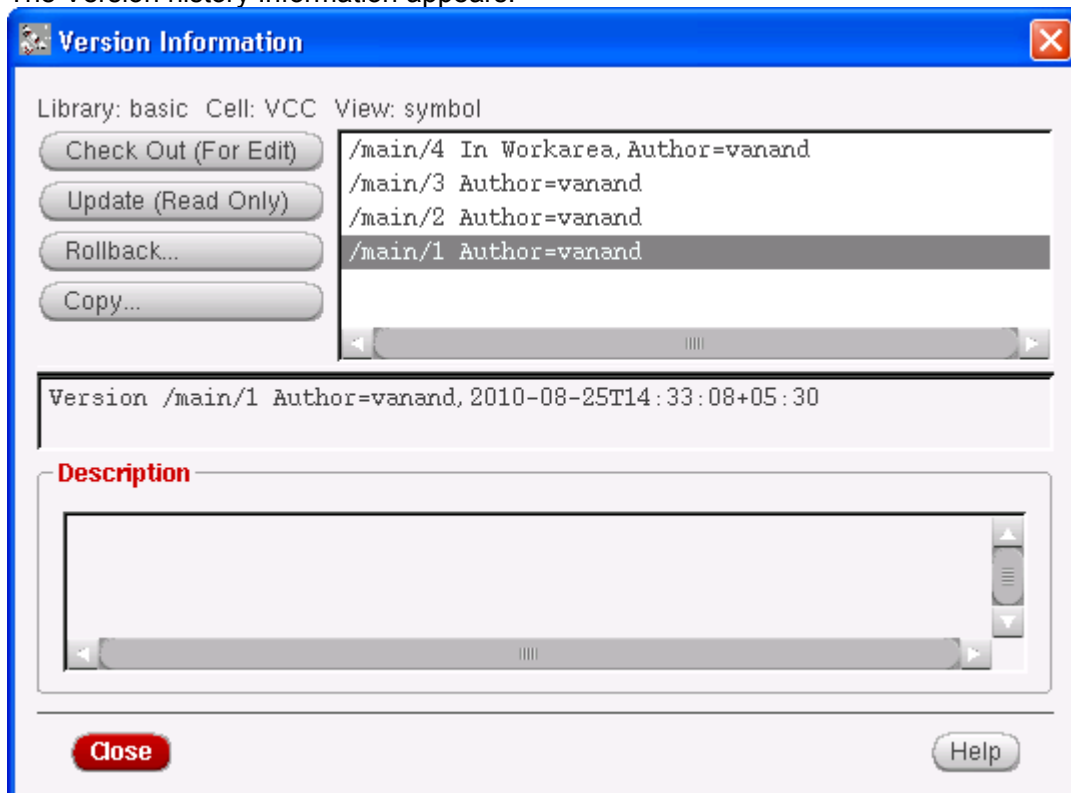 The Version history information appears.
Version Information
Library: basic Cell: VCC View: symbol
Check Out (For Edit)
Update (Read Only)
Rollback...
Copy...
/main/4 In Workarea, Author=vanand
/main/3 Author=vanand
/main/2 Author=vanand
/main/1 Author=vanand
Version /main/1 Author=vanand, 2010-08-25T14:33:08+05:30
Description
Close
Help